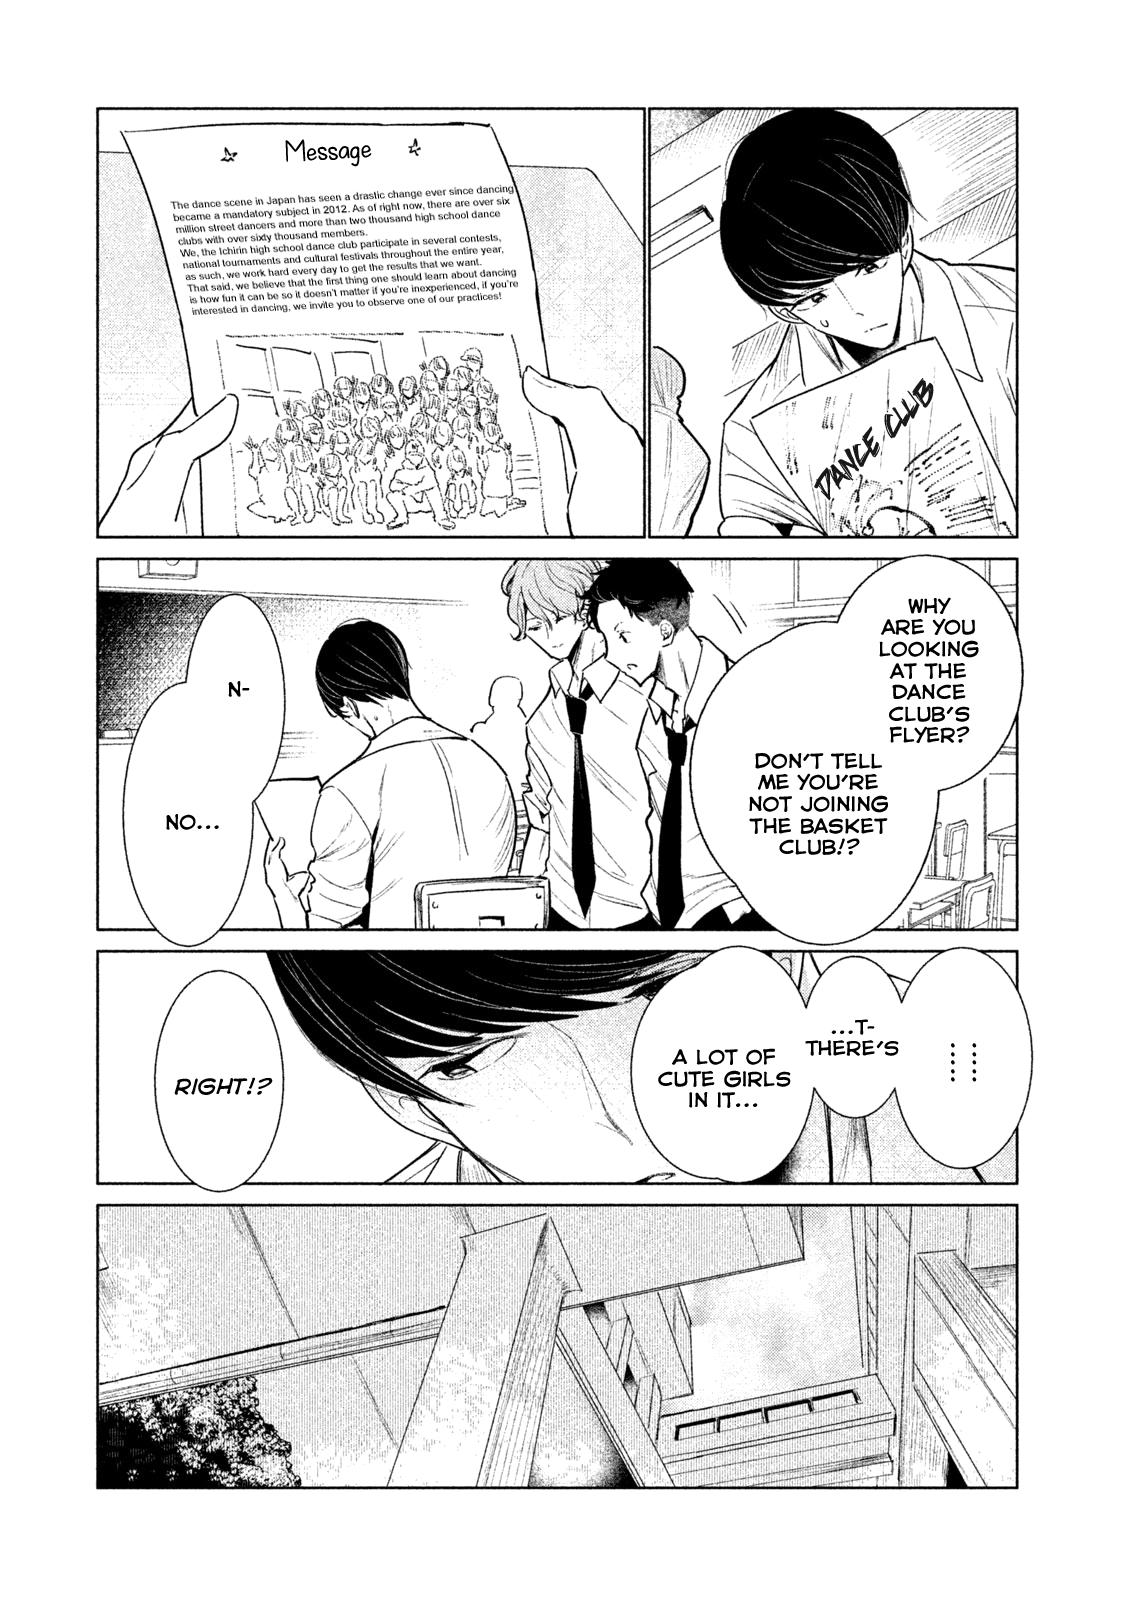 DANCE CLUB
Message
The dance scene in Japan has seen a drastic change ever since dancing
became a mandatory subject in 2012. As of right now, there are over six
million street dancers and more than two thousand high school dance
clubs with over sixty thousand members.
We, the Ichirin high school dance club participate in several contests,
national tournaments and cultural festivals throughout the entire year,
as such, we work hard every day to get the results that we want.
That said, we believe that the first thing one should learn about dancing
is how fun it can be so it doesn't matter if you're inexperienced, if you're
interested in dancing, we invite you to observe one of our practices!
WHY
ARE YOU
LOOKING
AT THE
DANCE
CLUB'S
FLYER?
DON'T TELL
ME YOU'RE
NOT JOINING
THE BASKET
CLUB!?
N-
NO...
......
...T-
THERE'S
A LOT OF
CUTE GIRLS
IN IT...
RIGHT!?